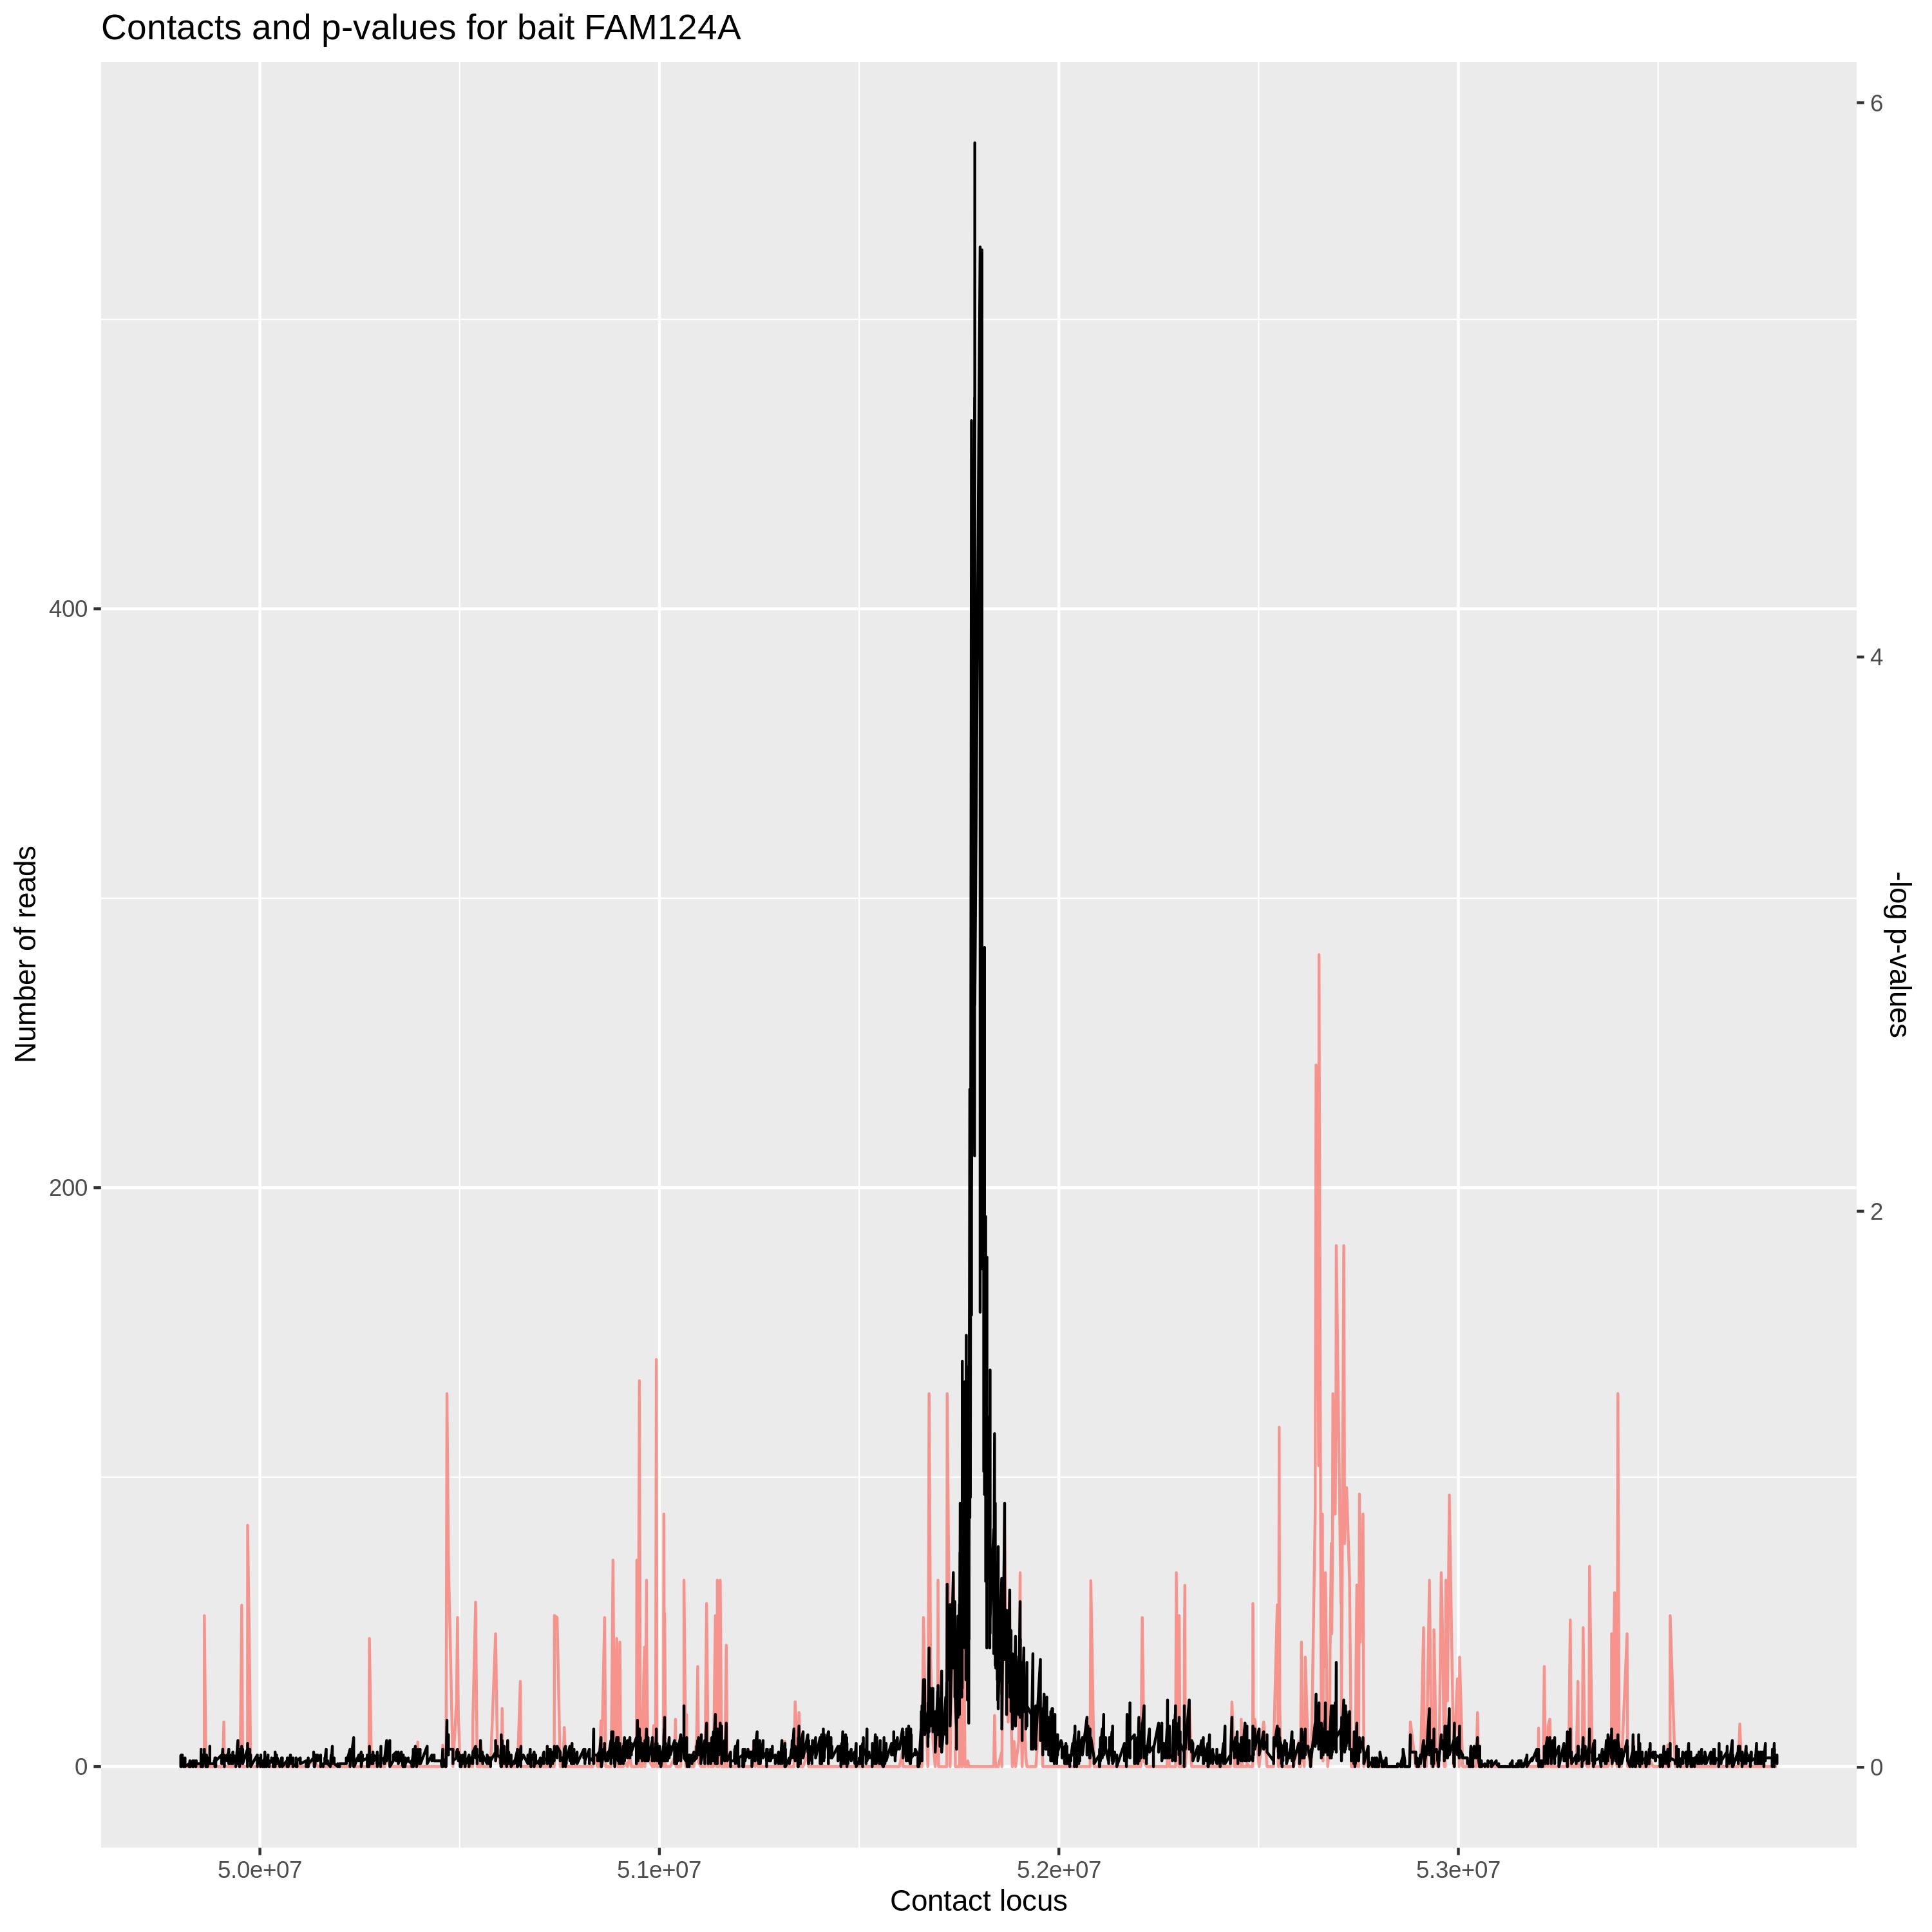 Contacts and p-values for bait FAM124A
6
400
4
Number of reads
-log p-values
200
2
0
0
5.0e+07
5.1e+07
5.2e+07
5.3e+07
Contact locus